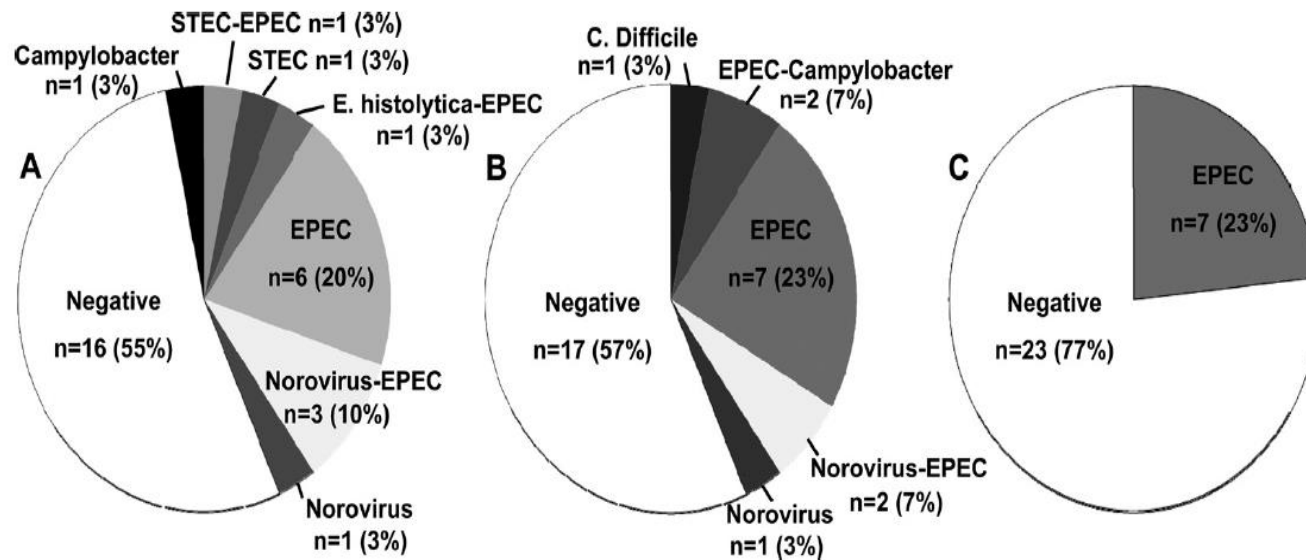 STEC-EPEC n=1 (3%)
Campylobacter
n=1 (3%)
STEC n=1 (3%)
E. histolytica-EPEC
n=1 (3%)
A
EPEC
n=6 (20%)
Negative
n=16 (55%)
Norovirus-EPEC
n=3 (10%)
Norovirus
n=1 (3%)
C. Difficile
n=1 (3%)
EPEC-Campylobacter
n=2 (7%)
B
EPEC
n=7 (23%)
Negative
n=17 (57%)
Norovirus-EPEC
n=2 (7%)
Norovirus
n=1 (3%)
C
EPEC
n=7 (23%)
Negative
n=23 (77%)